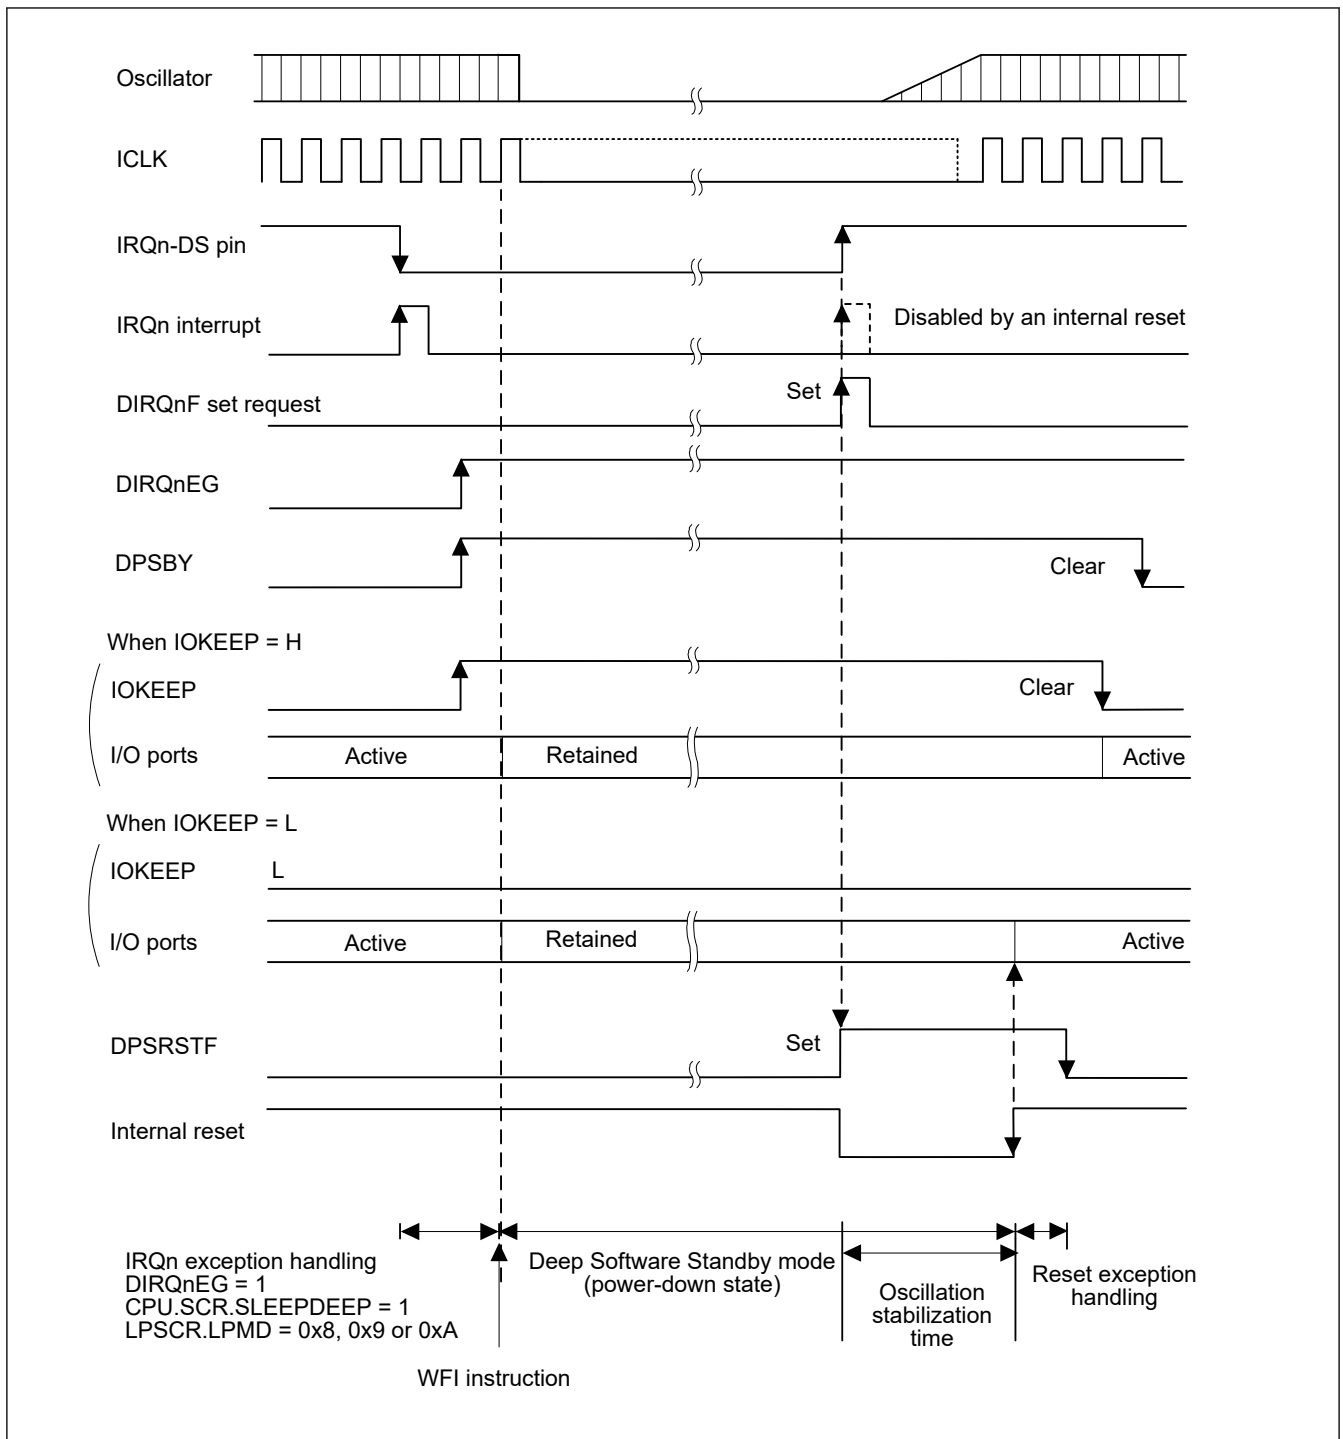 Oscillator
ICLK
IRQn-DS pin
IRQn interrupt
Disabled by an internal reset
DIRQnF set request
Set
DIRQnEG
DPSBY
Clear
When IOKEEP = H
IOKEEP
Clear
I/O ports
Active
Retained
Active
When IOKEEP = L
IOKEEP
L
I/O ports
Active
Retained
Active
DPSRSTF
Set
Internal reset
IRQn exception handling
DIRQnEG = 1
CPU.SCR.SLEEPDEEP = 1
LPSCR.LPMD = 0x8, 0x9 or 0xA
WFI instruction
Deep Software Standby mode
(power-down state)
Oscillation
stabilization
time
Reset exception
handling